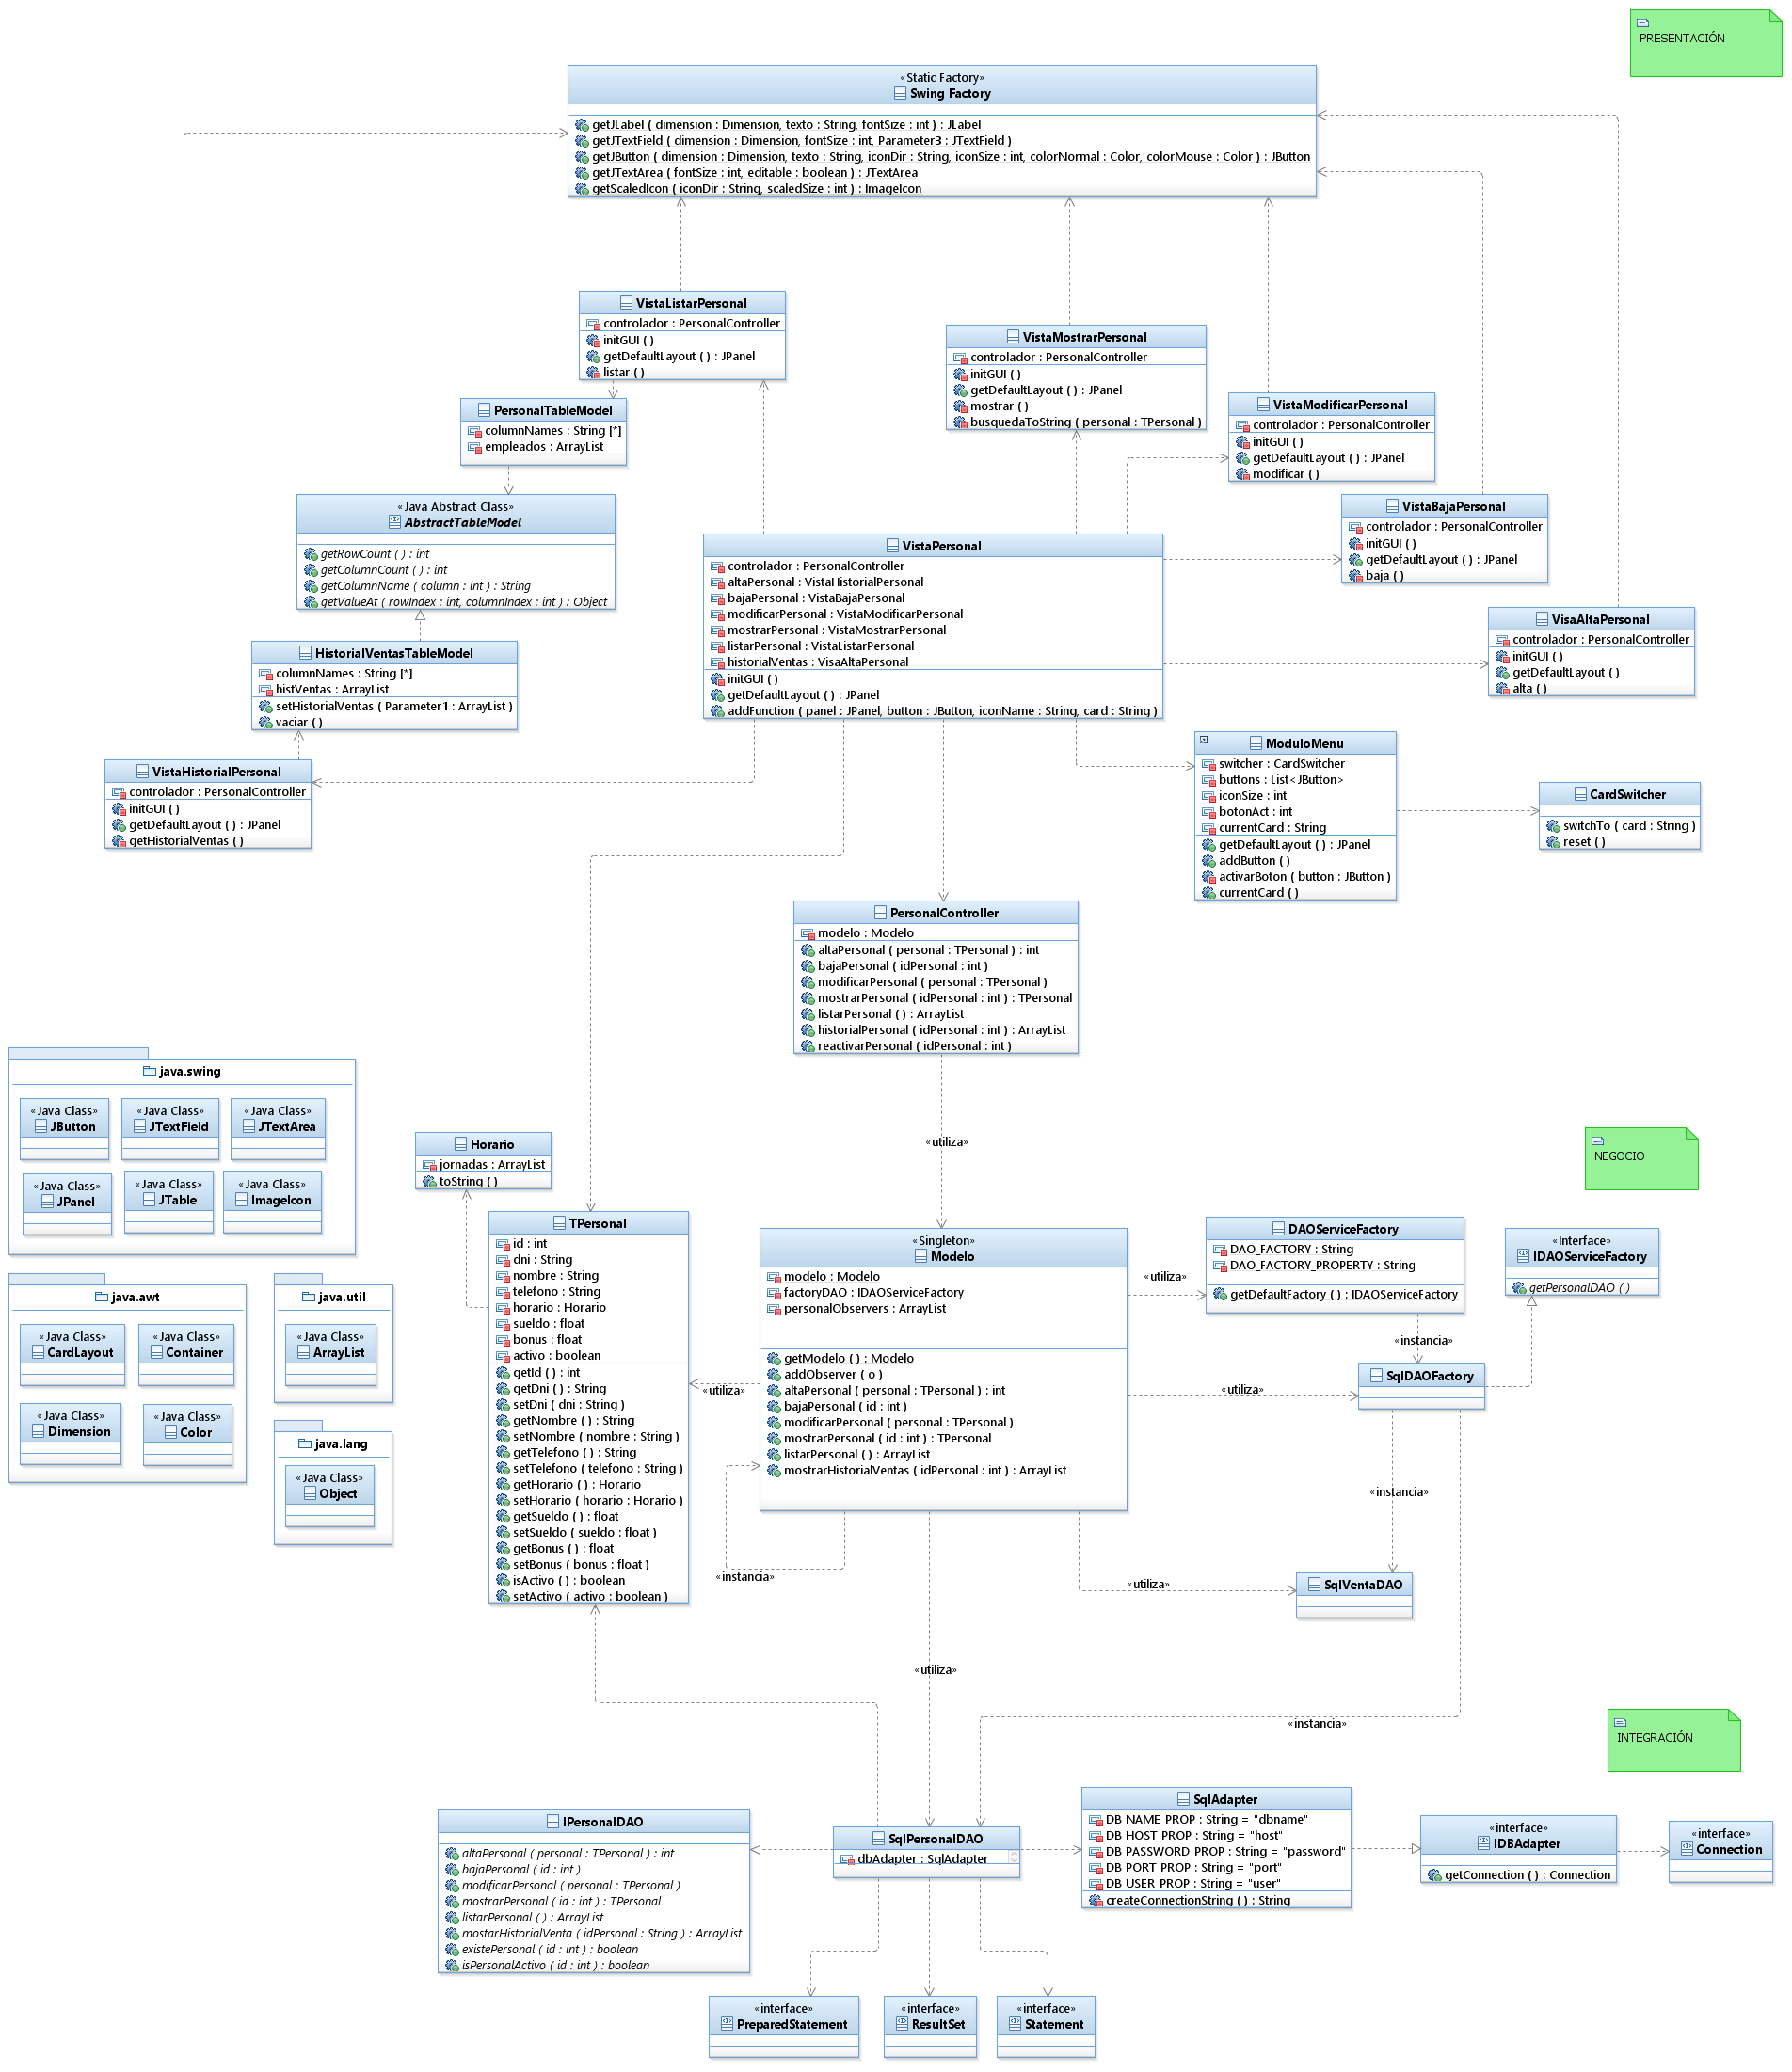 PRESENTACIÓN
«Static Factory»
Swing Factory
getJLabel ( dimension : Dimension, texto : String, fontSize : int ) : JLabel
getJTextField ( dimension : Dimension, fontSize : int, Parameter3 : JTextField )
getJButton ( dimension : Dimension, texto : String, iconDir : String, iconSize : int, colorNormal : Color, colorMouse : Color ) : JButton
getJTextArea ( fontSize : int, editable : boolean ) : JTextArea
getScaledIcon ( iconDir : String, scaledSize : int ) : ImageIcon
VistaListarPersonal
controlador : PersonalController
initGUI ( )
getDefaultLayout ( ) : JPanel
listar ( )
VistaMostrarPersonal
controlador : PersonalController
initGUI ( )
getDefaultLayout ( ) : JPanel
mostrar ( )
busquedaToString ( personal : TPersonal )
VistaModificarPersonal
controlador : PersonalController
initGUI ( )
getDefaultLayout ( ) : JPanel
modificar ( )
PersonalTableModel
columnNames : String [*]
empleados : ArrayList
«Java Abstract Class»
AbstractTableModel
getRowCount ( ) : int
getColumnCount ( ) : int
getColumnName ( column : int ) : String
getValueAt ( rowIndex : int, columnIndex : int ) : Object
VistaBajaPersonal
controlador : PersonalController
initGUI ( )
getDefaultLayout ( ) : JPanel
baja ( )
VistaPersonal
controlador : PersonalController
altaPersonal : VistaHistorialPersonal
bajaPersonal : VistaBajaPersonal
modificarPersonal : VistaModificarPersonal
mostrarPersonal : VistaMostrarPersonal
listarPersonal : VistaListarPersonal
historialVentas : VisaAltaPersonal
initGUI ( )
getDefaultLayout ( ) : JPanel
addFunction ( panel : JPanel, button : JButton, iconName : String, card : String )
VisaAltaPersonal
controlador : PersonalController
initGUI ( )
getDefaultLayout ( )
alta ( )
HistorialVentasTableModel
columnNames : String [*]
histVentas : ArrayList
setHistorialVentas ( Parameter1 : ArrayList )
vaciar ( )
VistaHistorialPersonal
controlador : PersonalController
initGUI ( )
getDefaultLayout ( ) : JPanel
getHistorialVentas ( )
ModuloMenu
switcher : CardSwitcher
buttons : List<JButton>
iconSize : int
botonAct : int
currentCard : String
getDefaultLayout ( ) : JPanel
addButton ( )
activarBoton ( button : JButton )
currentCard ( )
CardSwitcher
switchTo ( card : String )
reset ( )
PersonalController
modelo : Modelo
altaPersonal ( personal : TPersonal ) : int
bajaPersonal ( idPersonal : int )
modificarPersonal ( personal : TPersonal )
mostrarPersonal ( idPersonal : int ) : TPersonal
listarPersonal ( ) : ArrayList
historialPersonal ( idPersonal : int ) : ArrayList
reactivarPersonal ( idPersonal : int )
java.swing
«Java Class»
JButton
«Java Class»
JTextField
«Java Class»
JTextArea
«Java Class»
JPanel
«Java Class»
JTable
«Java Class»
ImageIcon
java.awt
«Java Class»
CardLayout
«Java Class»
Container
«Java Class»
Dimension
«Java Class»
Color
java.util
«Java Class»
ArrayList
java.lang
«Java Class»
Object
«utiliza»
NEGOCIO
Horario
jornadas : ArrayList
toString ( )
TPersonal
id : int
dni : String
nombre : String
telefono : String
horario : Horario
sueldo : float
bonus : float
activo : boolean
getId ( ) : int
getDni ( ) : String
setDni ( dni : String )
getNombre ( ) : String
setNombre ( nombre : String )
getTelefono ( ) : String
setTelefono ( telefono : String )
getHorario ( ) : Horario
setHorario ( horario : Horario )
getSueldo ( ) : float
setSueldo ( sueldo : float )
getBonus ( ) : float
setBonus ( bonus : float )
isActivo ( ) : boolean
setActivo ( activo : boolean )
«utiliza»
«Singleton»
Modelo
modelo : Modelo
factoryDAO : IDAOServiceFactory
personalObservers : ArrayList
getModelo ( ) : Modelo
addObserver ( o )
altaPersonal ( personal : TPersonal ) : int
bajaPersonal ( id : int )
modificarPersonal ( personal : TPersonal )
mostrarPersonal ( id : int ) : TPersonal
listarPersonal ( ) : ArrayList
mostrarHistorialVentas ( idPersonal : int ) : ArrayList
«instancia»
«utiliza»
DAOServiceFactory
DAO_FACTORY : String
DAO_FACTORY_PROPERTY : String
getDefaultFactory ( ) : IDAOServiceFactory
«Interface»
IDAOServiceFactory
getPersonalDAO ( )
«instancia»
SqlDAOFactory
«utiliza»
«instancia»
«utiliza»
SqlVentaDAO
«utiliza»
«instancia»
INTEGRACIÓN
IPersonalDAO
altaPersonal ( personal : TPersonal ) : int
bajaPersonal ( id : int )
modificarPersonal ( personal : TPersonal )
mostrarPersonal ( id : int ) : TPersonal
listarPersonal ( ) : ArrayList
mostarHistorialVenta ( idPersonal : String ) : ArrayList
existePersonal ( id : int ) : boolean
isPersonalActivo ( id : int ) : boolean
SqlPersonalDAO
dbAdapter : SqlAdapter
SqlAdapter
DB_NAME_PROP : String = "dbname"
DB_HOST_PROP : String = "host"
DB_PASSWORD_PROP : String = "password"
DB_PORT_PROP : String = "port"
DB_USER_PROP : String = "user"
createConnectionString ( ) : String
«interface»
IDBAdapter
getConnection ( ) : Connection
«interface»
Connection
«interface»
PreparedStatement
«interface»
ResultSet
«interface»
Statement